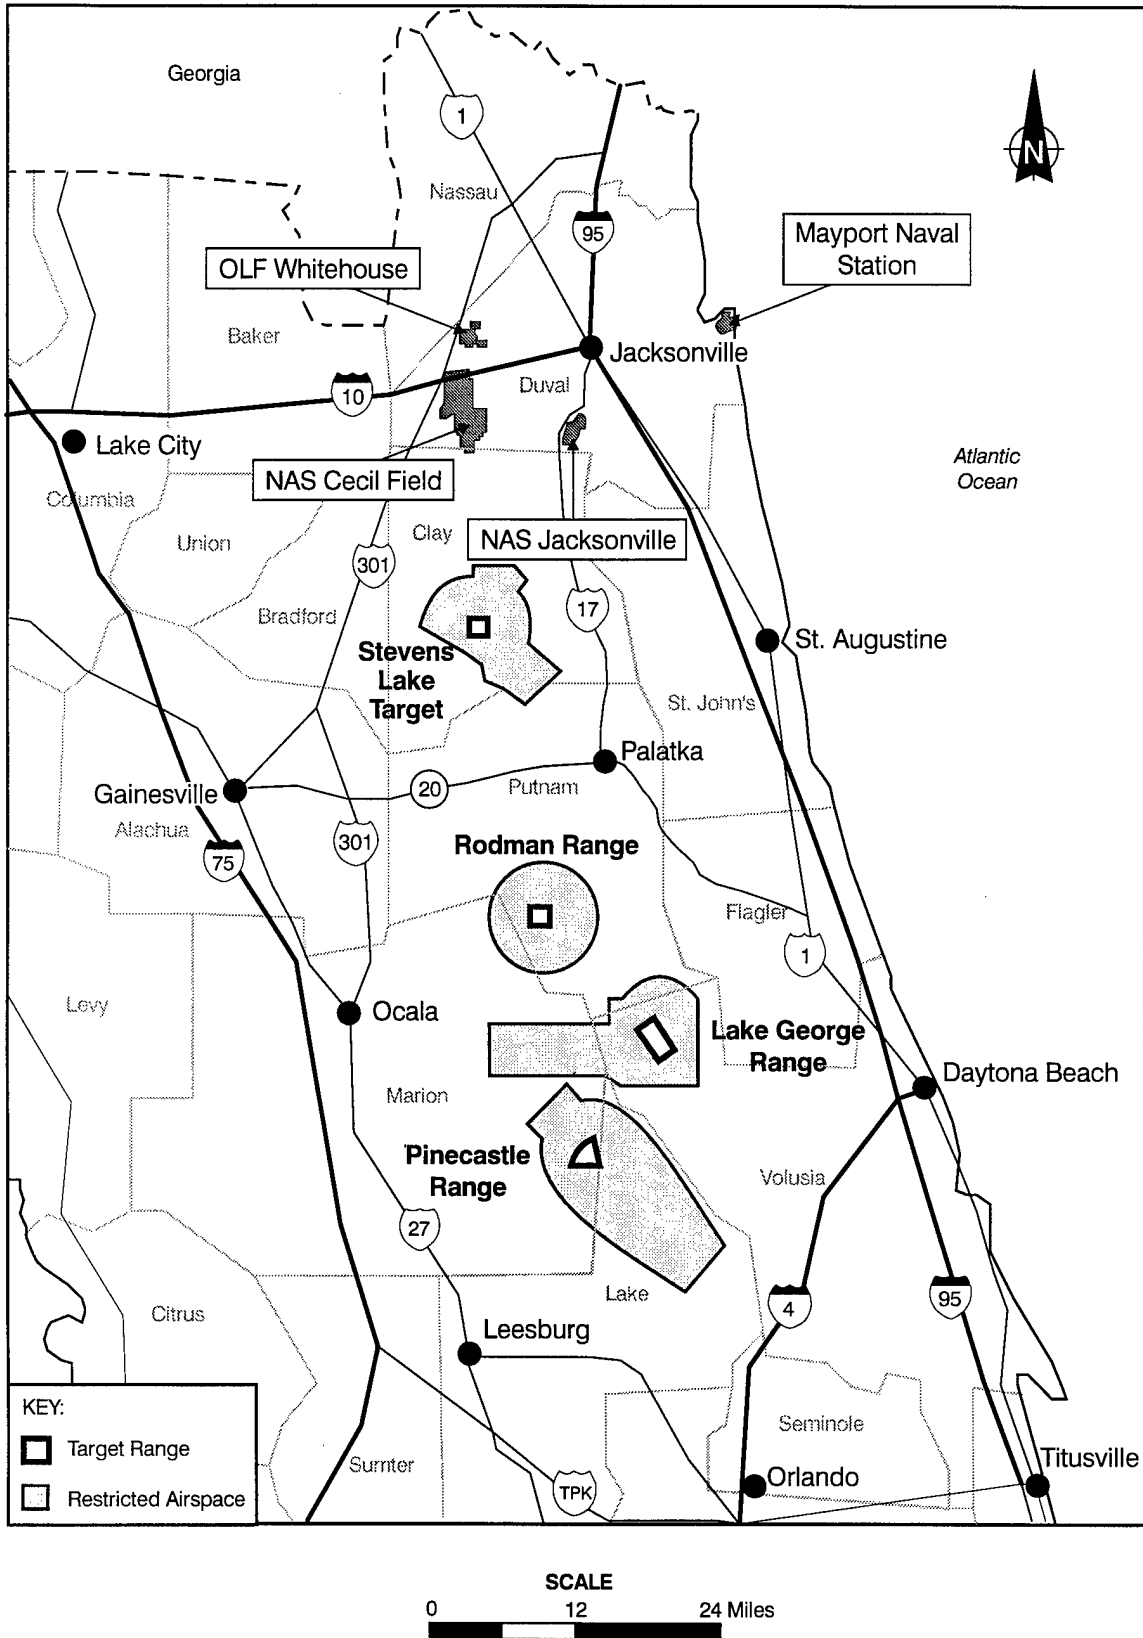 Georgia
1
N
Nassau
95
Mayport Naval
Station
OLF Whitehouse
Baker
Jacksonville
Duval
10
Lake City
Atlantic
Ocean
NAS Cecil Field
Columbia
Clay
NAS Jacksonville
Union
301
17
Bradford
St. Augustine
Stevens
Lake
Target
St. John's
Palatka
Putnam
20
Gainesville
Alachua
301
75
Rodman Range
Flagler
1
Levy
Ocala
Lake George
Range
Daytona Beach
Marion
Pinecastle
Range
Volusia
27
Lake
4
95
Citrus
Leesburg
KEY:
Target Range
Restricted Airspace
Seminole
Sumter
Titusville
Orlando
TPK
SCALE
0 12 24 Miles